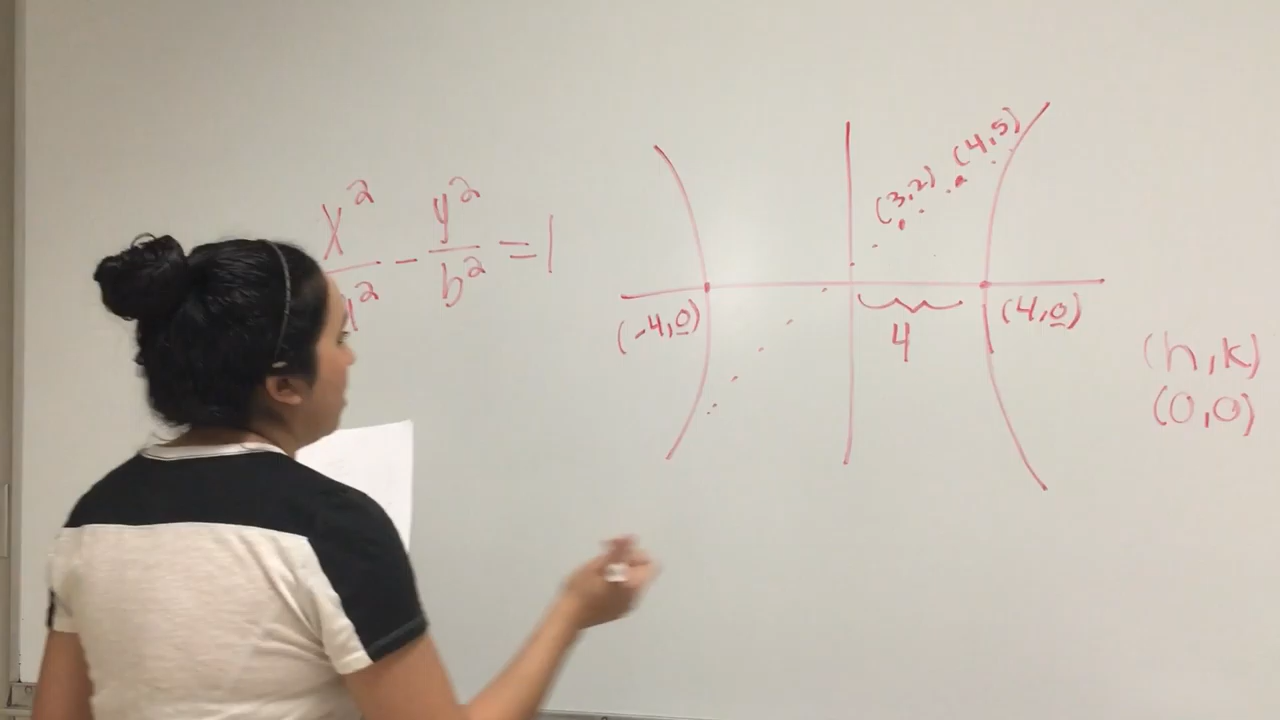 x² y²
— - — = 1
a² b²
(3,2) (4,5)
(-4,0) 4 (4,0)
(h,k)
(0,0)